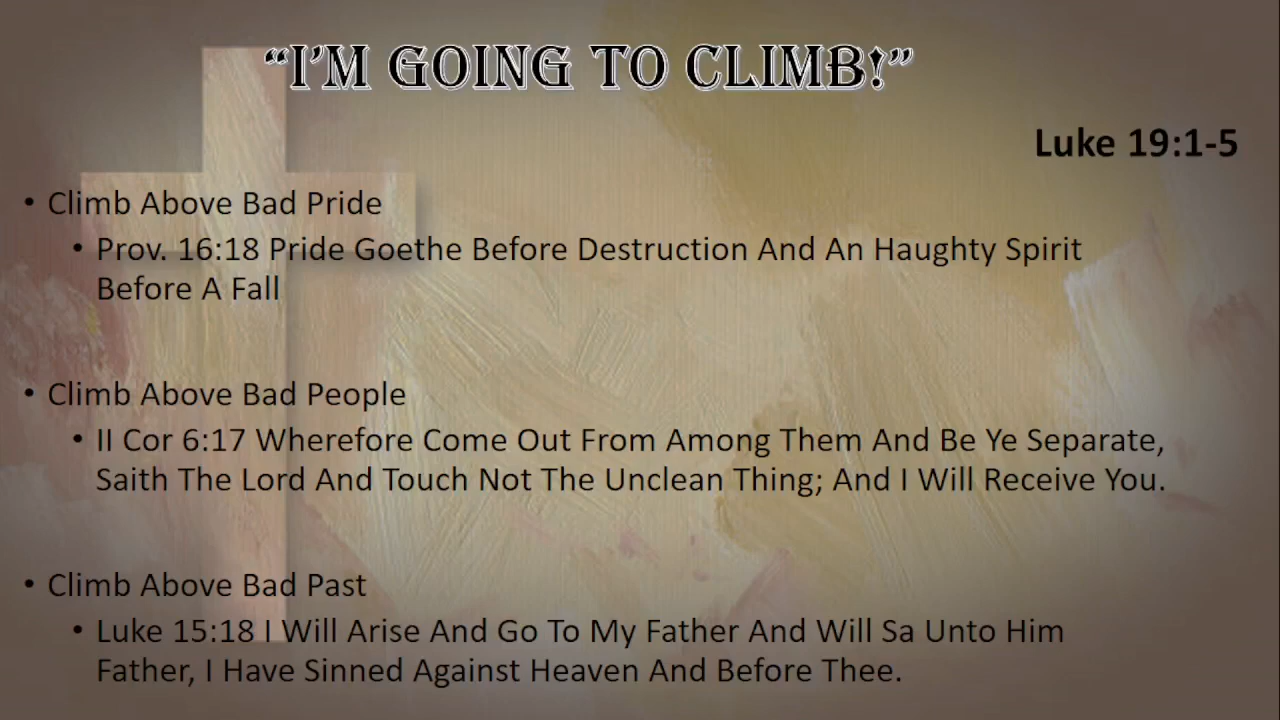 “I’M GOING TO CLIMB!”
Luke 19:1-5
• Climb Above Bad Pride
• Prov. 16:18 Pride Goethe Before Destruction And An Haughty Spirit
Before A Fall
• Climb Above Bad People
• II Cor 6:17 Wherefore Come Out From Among Them And Be Ye Separate,
Saith The Lord And Touch Not The Unclean Thing; And I Will Receive You.
• Climb Above Bad Past
• Luke 15:18 I Will Arise And Go To My Father And Will Sa Unto Him
Father, I Have Sinned Against Heaven And Before Thee.